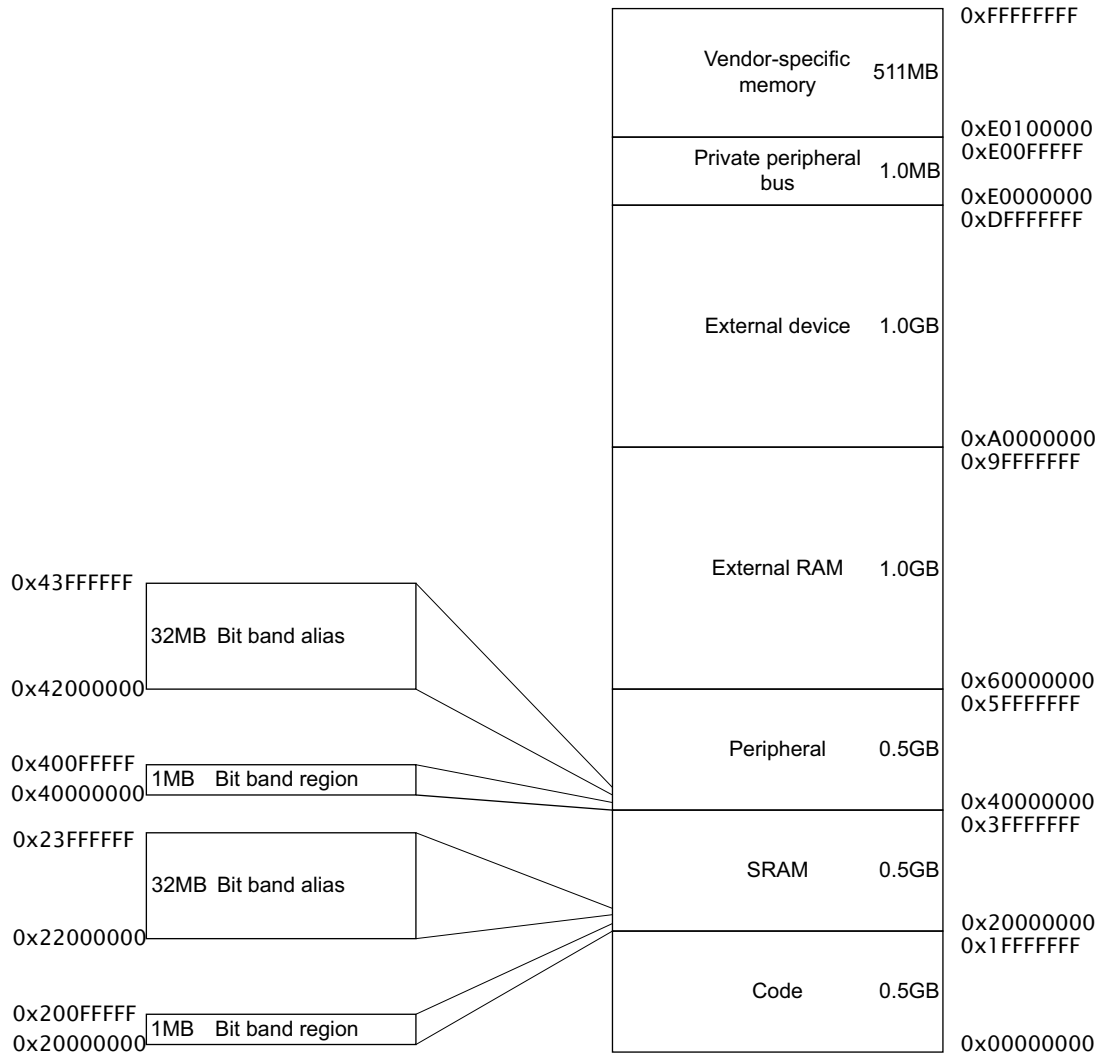 0xFFFFFFFF
Vendor-specific
memory
511MB
0xE0100000
0xE00FFFFF
Private peripheral
bus
1.0MB
0xE0000000
0xDFFFFFFF
External device 1.0GB
0xA0000000
0x9FFFFFFF
External RAM 1.0GB
0x60000000
0x5FFFFFFF
Peripheral 0.5GB
0x40000000
0x3FFFFFFF
SRAM 0.5GB
0x20000000
0x1FFFFFFF
Code 0.5GB
0x00000000
0x43FFFFFF
32MB Bit band alias
0x42000000
0x400FFFFF
1MB Bit band region
0x40000000
0x23FFFFFF
32MB Bit band alias
0x22000000
0x200FFFFF
1MB Bit band region
0x20000000